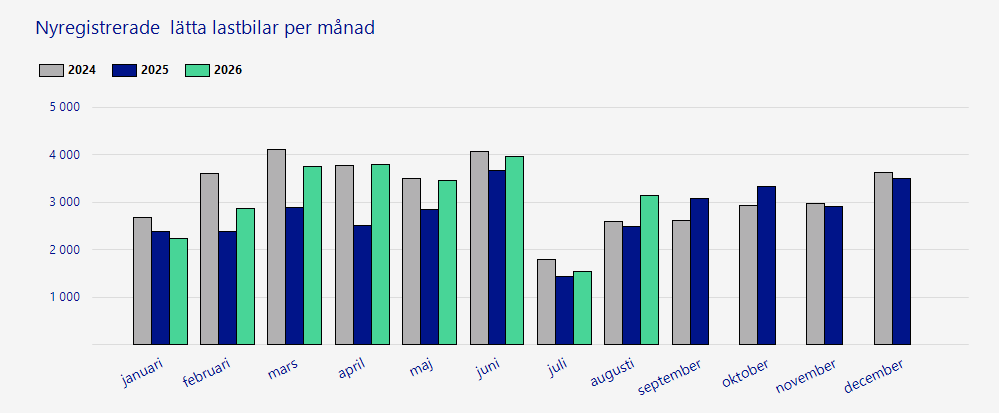 Nyregistrerade  lätta lastbilar per månad
2024 2025 2026
5 000
4 000
3 000
2 000
1 000
januari februari mars april maj juni juli augusti september oktober november december